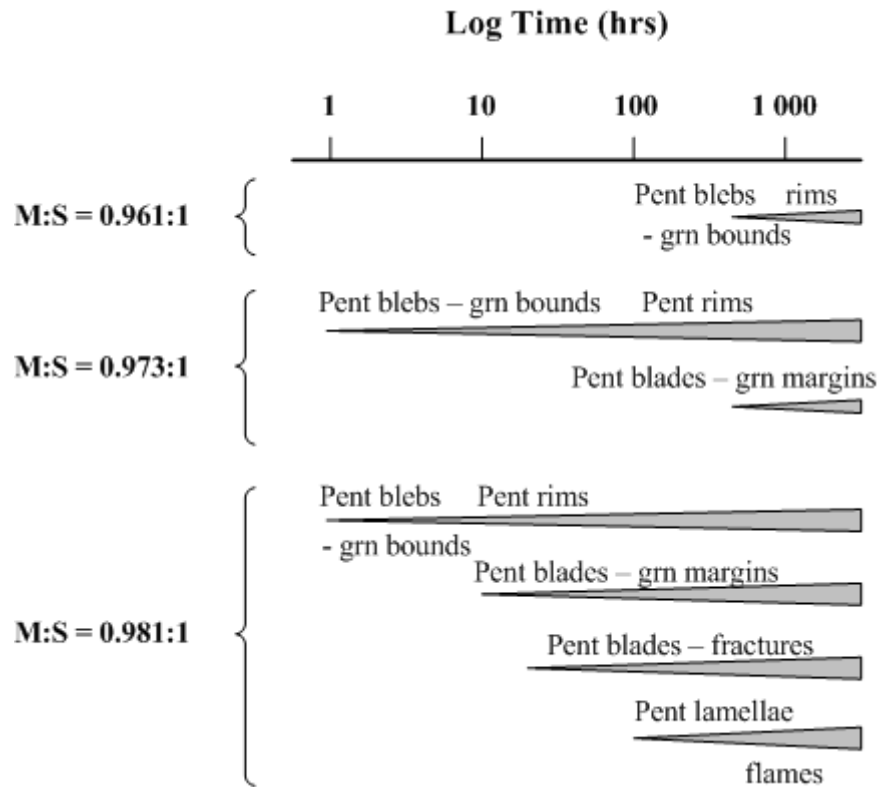 Log Time (hrs)
1 10 100 1 000
M:S = 0.961:1
Pent blebs rims
- grn bounds
M:S = 0.973:1
Pent blebs – grn bounds Pent rims
Pent blades – grn margins
M:S = 0.981:1
Pent blebs Pent rims
- grn bounds
Pent blades – grn margins
Pent blades – fractures
Pent lamellae
flames